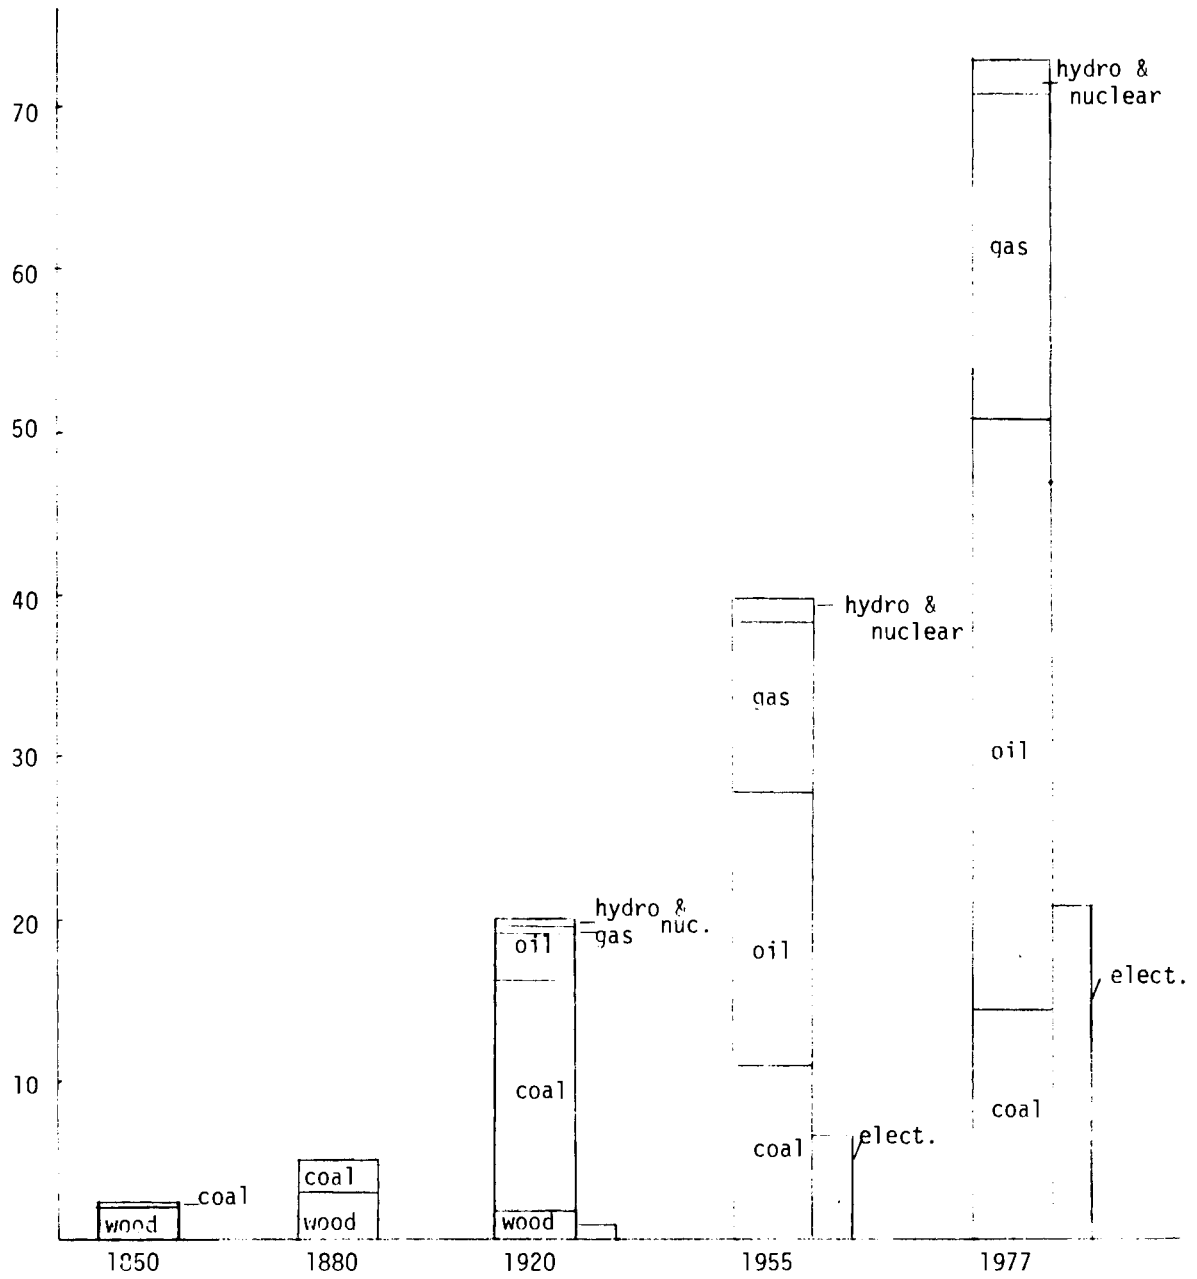 hydro &
nuclear
70
gas
60
50
40
hydro &
nuclear
gas
oil
30
20
hydro &
nuc.
gas
oil
oil
elect.
10
coal
coal
elect.
coal
coal
coal
wood
wood
wood
1850
1880
1920
1955
1977